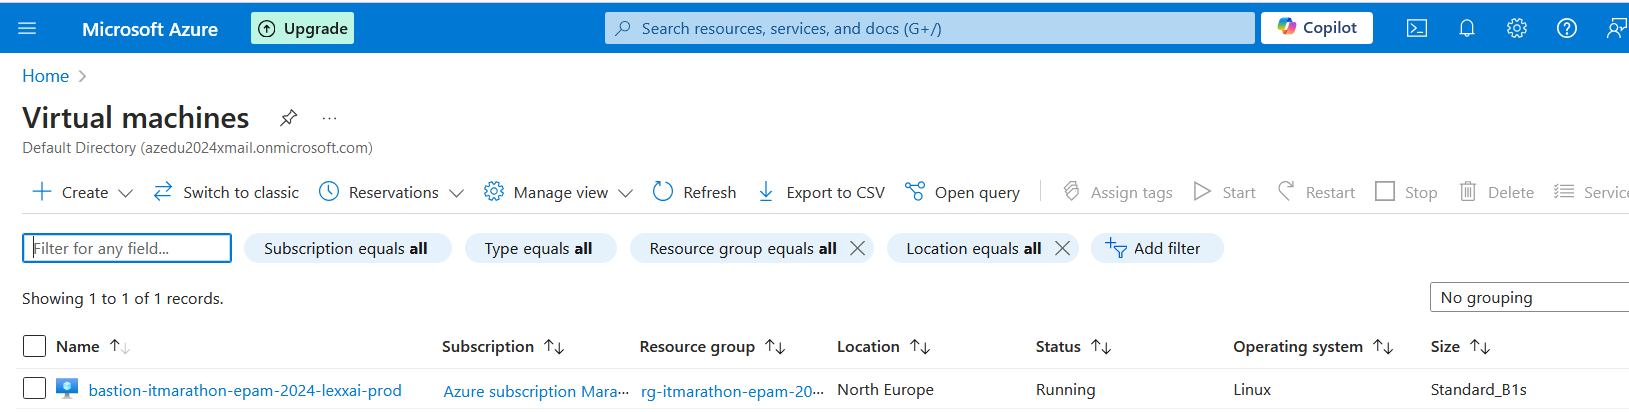 Microsoft Azure Upgrade Search resources, services, and docs (G+/) Copilot
Home
Virtual machines ...
Default Directory (azedu2024xmail.onmicrosoft.com)
Create Switch to classic Reservations Manage view Refresh Export to CSV Open query Assign tags Start Restart Stop Delete Service
Filter for any field... Subscription equals all Type equals all Resource group equals all Location equals all Add filter
Showing 1 to 1 of 1 records. No grouping
Name Subscription Resource group Location Status Operating system Size
bastion-itmarathon-epam-2024-lexxai-prod Azure subscription Mara··· rg-itmarathon-epam-20··· North Europe Running Linux Standard_B1s